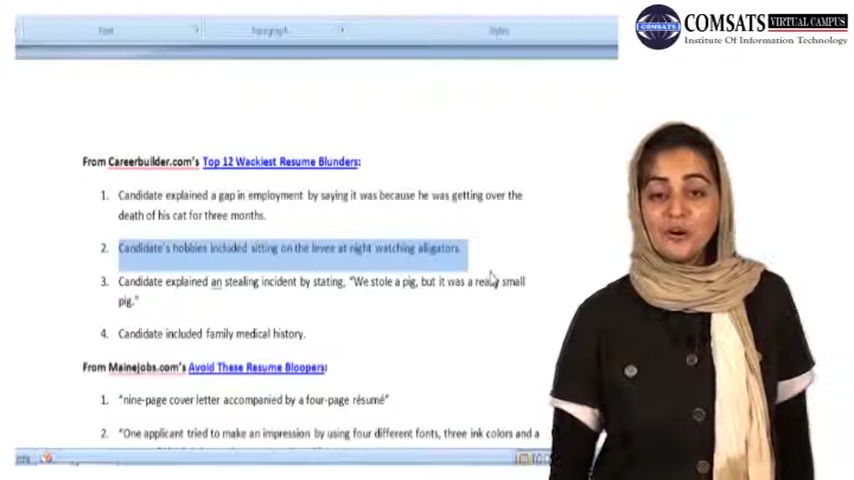 Font Paragraph Styles
COMSATS VIRTUAL CAMPUS
COMSATS
Institute Of Information Technology
From Careerbuilder.com's Top 12 Wackiest Resume Blunders:
1. Candidate explained a gap in employment by saying it was because he was getting over the
death of his cat for three months.
2. Candidate's hobbies included sitting on the levee at night watching alligators.
3. Candidate explained an stealing incident by stating, "We stole a pig, but it was a really small
pig."
4. Candidate included family medical history.
From Mainejobs.com's Avoid These Resume Bloopers:
1. "nine-page cover letter accompanied by a four-page résumé"
2. "One applicant tried to make an impression by using four different fonts, three ink colors and a